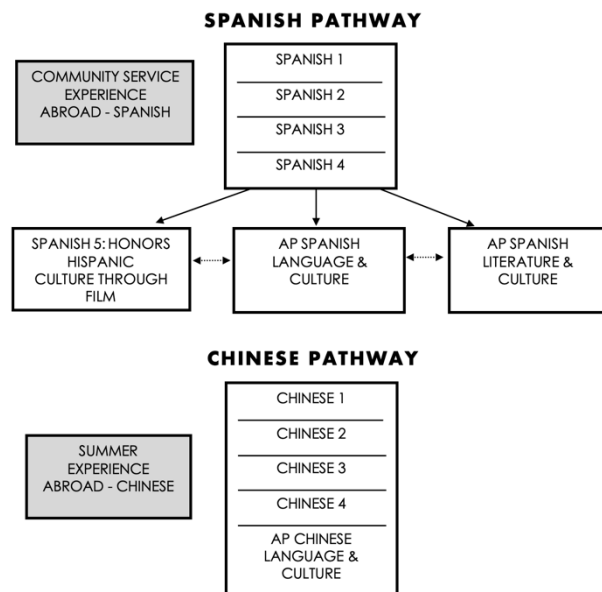 SPANISH PATHWAY
COMMUNITY SERVICE
EXPERIENCE
ABROAD - SPANISH
SPANISH 1
SPANISH 2
SPANISH 3
SPANISH 4
SPANISH 5: HONORS
HISPANIC
CULTURE THROUGH
FILM
AP SPANISH
LANGUAGE &
CULTURE
AP SPANISH
LITERATURE &
CULTURE
CHINESE PATHWAY
SUMMER
EXPERIENCE
ABROAD - CHINESE
CHINESE 1
CHINESE 2
CHINESE 3
CHINESE 4
AP CHINESE
LANGUAGE &
CULTURE